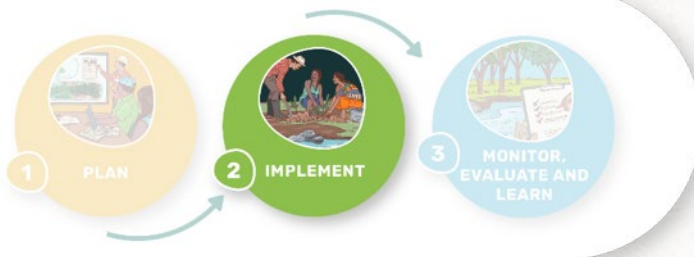 1
PLAN
2
IMPLEMENT
3
MONITOR,
EVALUATE AND
LEARN